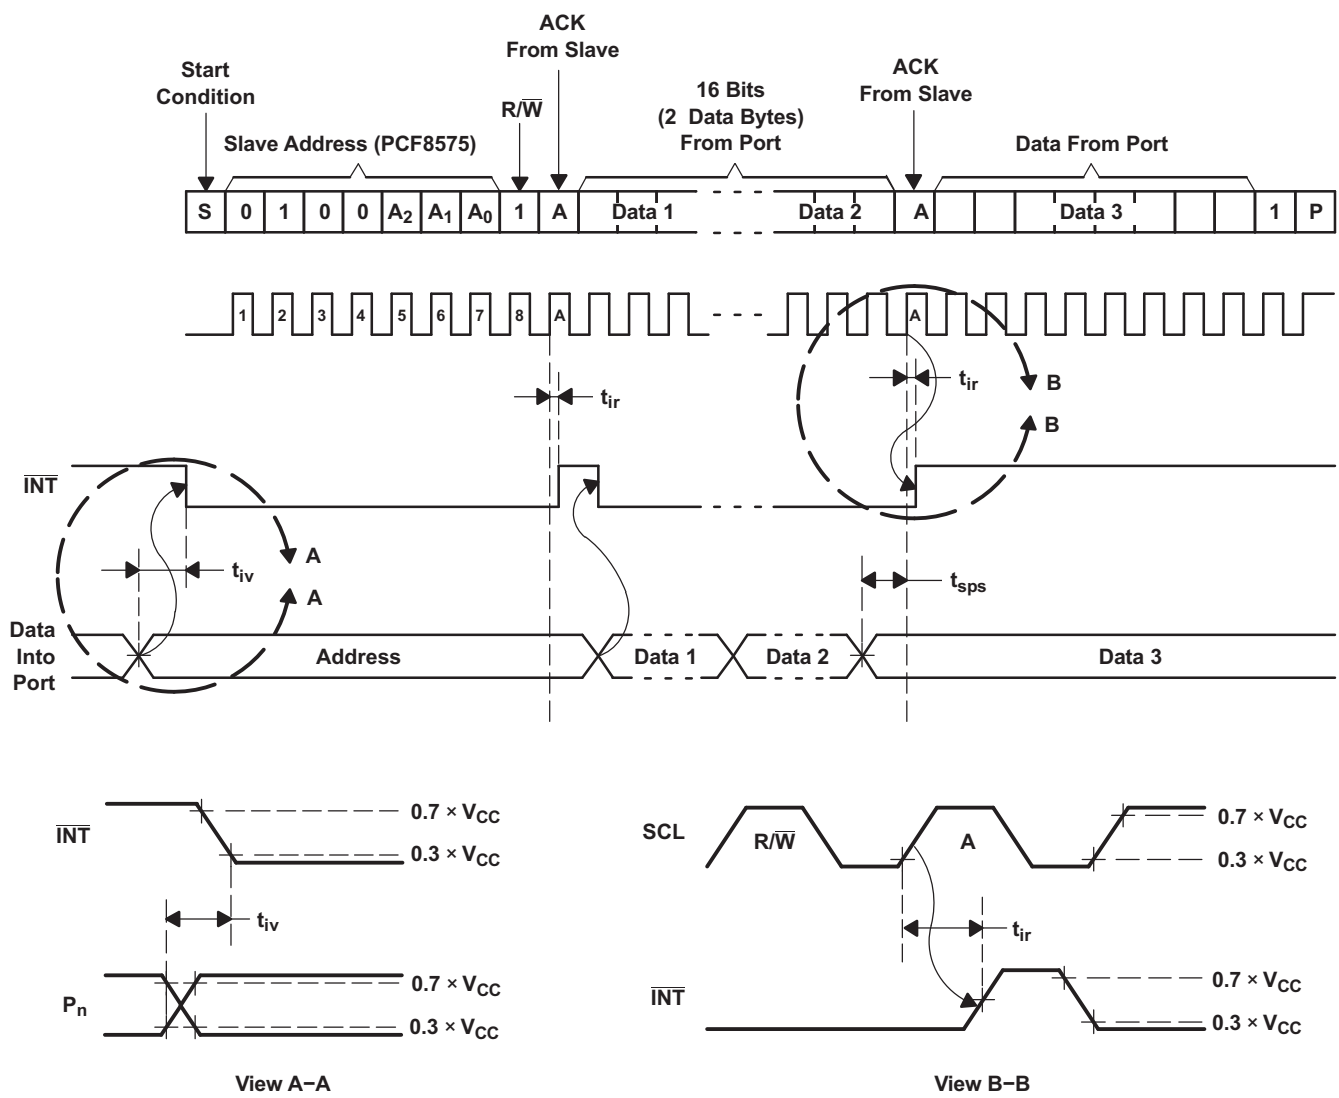 ACK
From Slave
Start
Condition
R/W̅
ACK
From Slave
16 Bits
(2 Data Bytes)
From Port
Slave Address (PCF8575)
Data From Port
S 0 1 0 0 A2 A1 A0 1 A Data 1 Data 2 A Data 3 1 P
1 2 3 4 5 6 7 8 A A
tir
tir
B
B
I̅N̅T̅
tiv
A
A
tsps
Data
Into
Port
Address
Data 1
Data 2
Data 3
I̅N̅T̅
0.7 × VCC
0.3 × VCC
tiv
Pn
0.7 × VCC
0.3 × VCC
View A–A
SCL
R/W̅
A
0.7 × VCC
0.3 × VCC
tir
I̅N̅T̅
0.7 × VCC
0.3 × VCC
View B–B